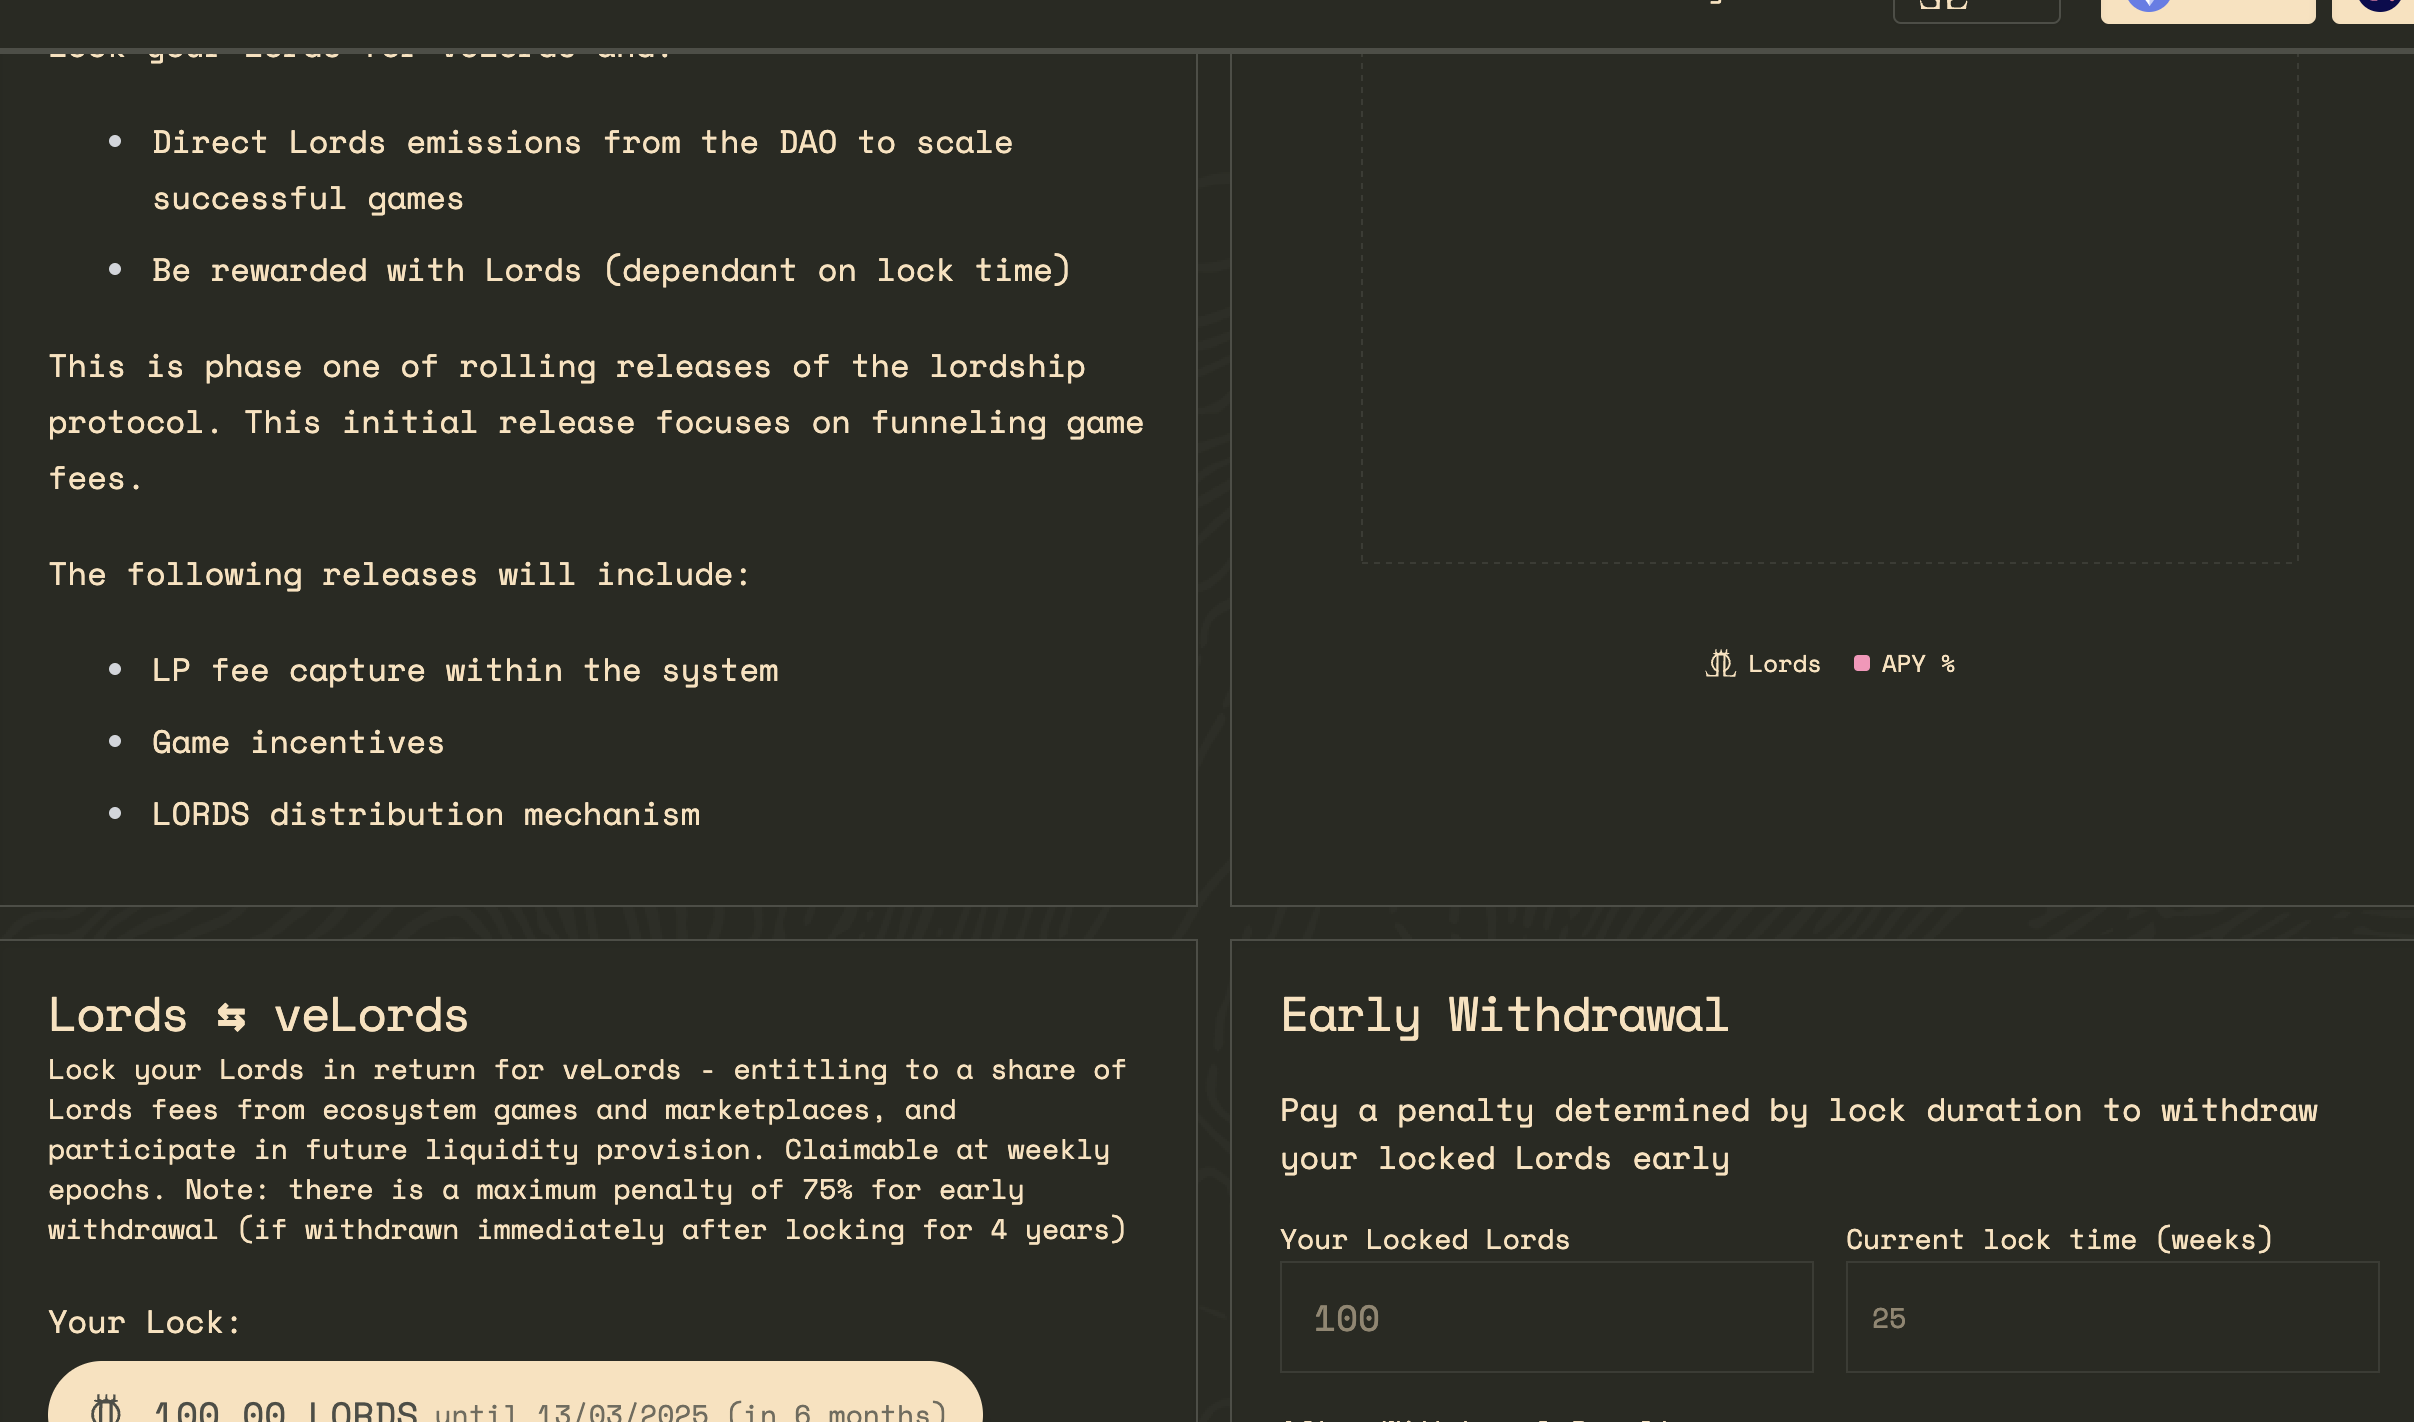 Lock your Lords for veLords and:
Direct Lords emissions from the DAO to scale
successful games
Be rewarded with Lords (dependant on lock time)
This is phase one of rolling releases of the lordship
protocol. This initial release focuses on funneling game
fees.
The following releases will include:
LP fee capture within the system
Game incentives
LORDS distribution mechanism
Lords APY %
Lords ⇆ veLords
Lock your Lords in return for veLords - entitling to a share of
Lords fees from ecosystem games and marketplaces, and
participate in future liquidity provision. Claimable at weekly
epochs. Note: there is a maximum penalty of 75% for early
withdrawal (if withdrawn immediately after locking for 4 years)
Your Lock:
100.00 LORDS until 13/03/2025 (in 6 months)
Early Withdrawal
Pay a penalty determined by lock duration to withdraw
your locked Lords early
Your Locked Lords
100
Current lock time (weeks)
25